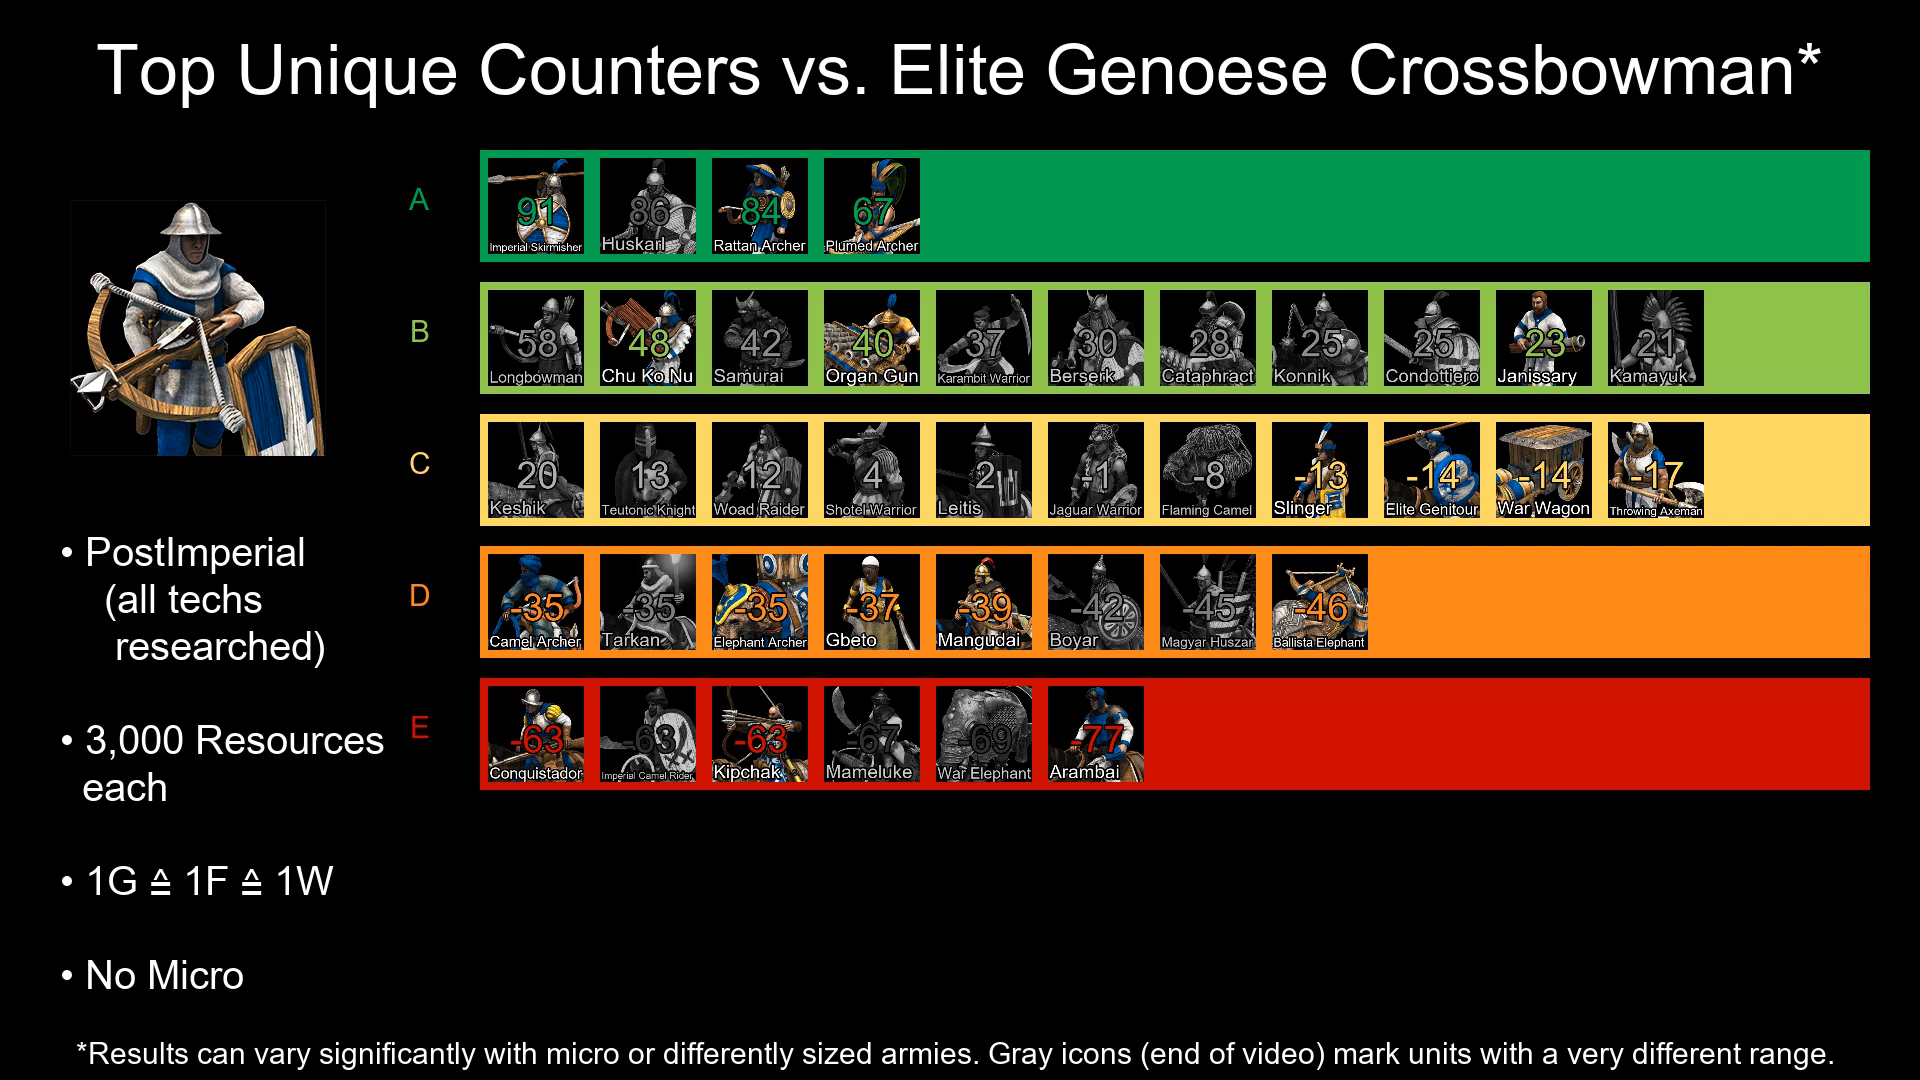 Top Unique Counters vs. Elite Genoese Crossbowman*
A
91 86 84 67
Imperial Skirmisher Huskarl Rattan Archer Plumed Archer
B
58 48 42 40 37 30 28 25 25 23 21
Longbowman Chu Ko Nu Samurai Organ Gun Karambit Warrior Berserk Cataphract Konnik Condottiero Janissary Kamayuk
C
20 13 12 4 2 -1 -8 -13 -14 -14 -17
Keshik Teutonic Knight Woad Raider Shotel Warrior Leitis Jaguar Warrior Flaming Camel Slinger Elite Genitour War Wagon Throwing Axeman
D
-35 -35 -35 -37 -39 -42 -45 -46
Camel Archer Tarkan Elephant Archer Gbeto Mangudai Boyar Magyar Huszar Ballista Elephant
E
-63 -63 -63 -67 -69 -77
Conquistador Imperial Camel Rider Kipchak Mameluke War Elephant Arambai
• PostImperial
(all techs
researched)
• 3,000 Resources
each
• 1G ≙ 1F ≙ 1W
• No Micro
*Results can vary significantly with micro or differently sized armies. Gray icons (end of video) mark units with a very different range.